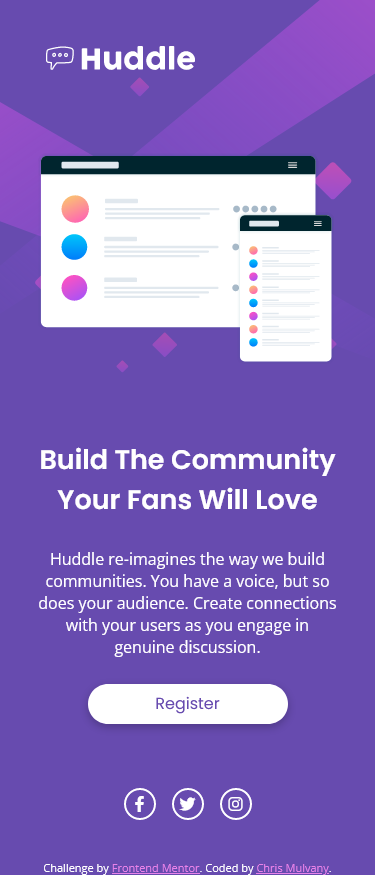 Huddle
Build The Community
Your Fans Will Love
Huddle re-imagines the way we build
communities. You have a voice, but so
does your audience. Create connections
with your users as you engage in
genuine discussion.
Register
Challenge by Frontend Mentor. Coded by Chris Mulvany.